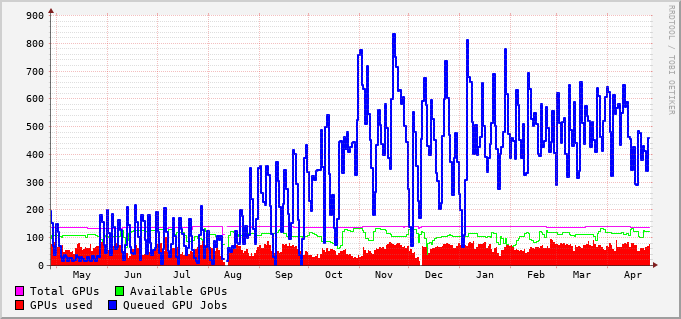 900
800
700
600
500
400
300
200
100
0
May Jun Jul Aug Sep Oct Nov Dec Jan Feb Mar Apr
Total GPUs Available GPUs
GPUs used Queued GPU Jobs
RRDTOOL / TOBI OETIKER